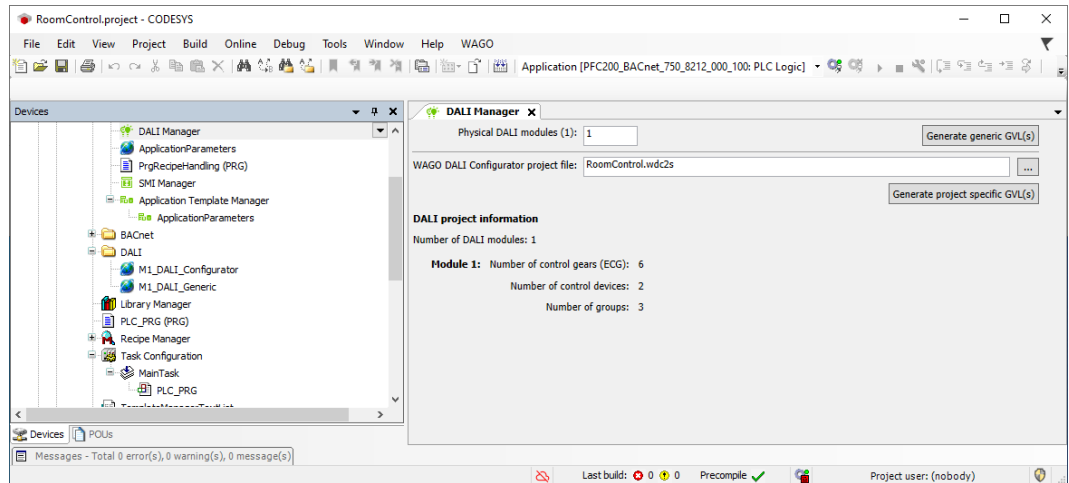 RoomControl.project - CODESYS
File Edit View Project Build Online Debug Tools Window Help WAGO
Application [PFC200_BACnet_750_8212_000_100: PLC Logic]
Devices
DALI Manager
ApplicationParameters
PrgRecipeHandling (PRG)
SMI Manager
Application Template Manager
ApplicationParameters
BACnet
DALI
M1_DALI_Configurator
M1_DALI_Generic
Library Manager
PLC_PRG (PRG)
Recipe Manager
Task Configuration
MainTask
PLC_PRG
Devices POUs
DALI Manager
Physical DALI modules (1): 1 Generate generic GVL(s)
WAGO DALI Configurator project file: RoomControl.wdc2s ...
Generate project specific GVL(s)
DALI project information
Number of DALI modules: 1
Module 1: Number of control gears (ECG): 6
Number of control devices: 2
Number of groups: 3
Messages - Total 0 error(s), 0 warning(s), 0 message(s)
Last build: 0 0 Precompile Project user: (nobody)